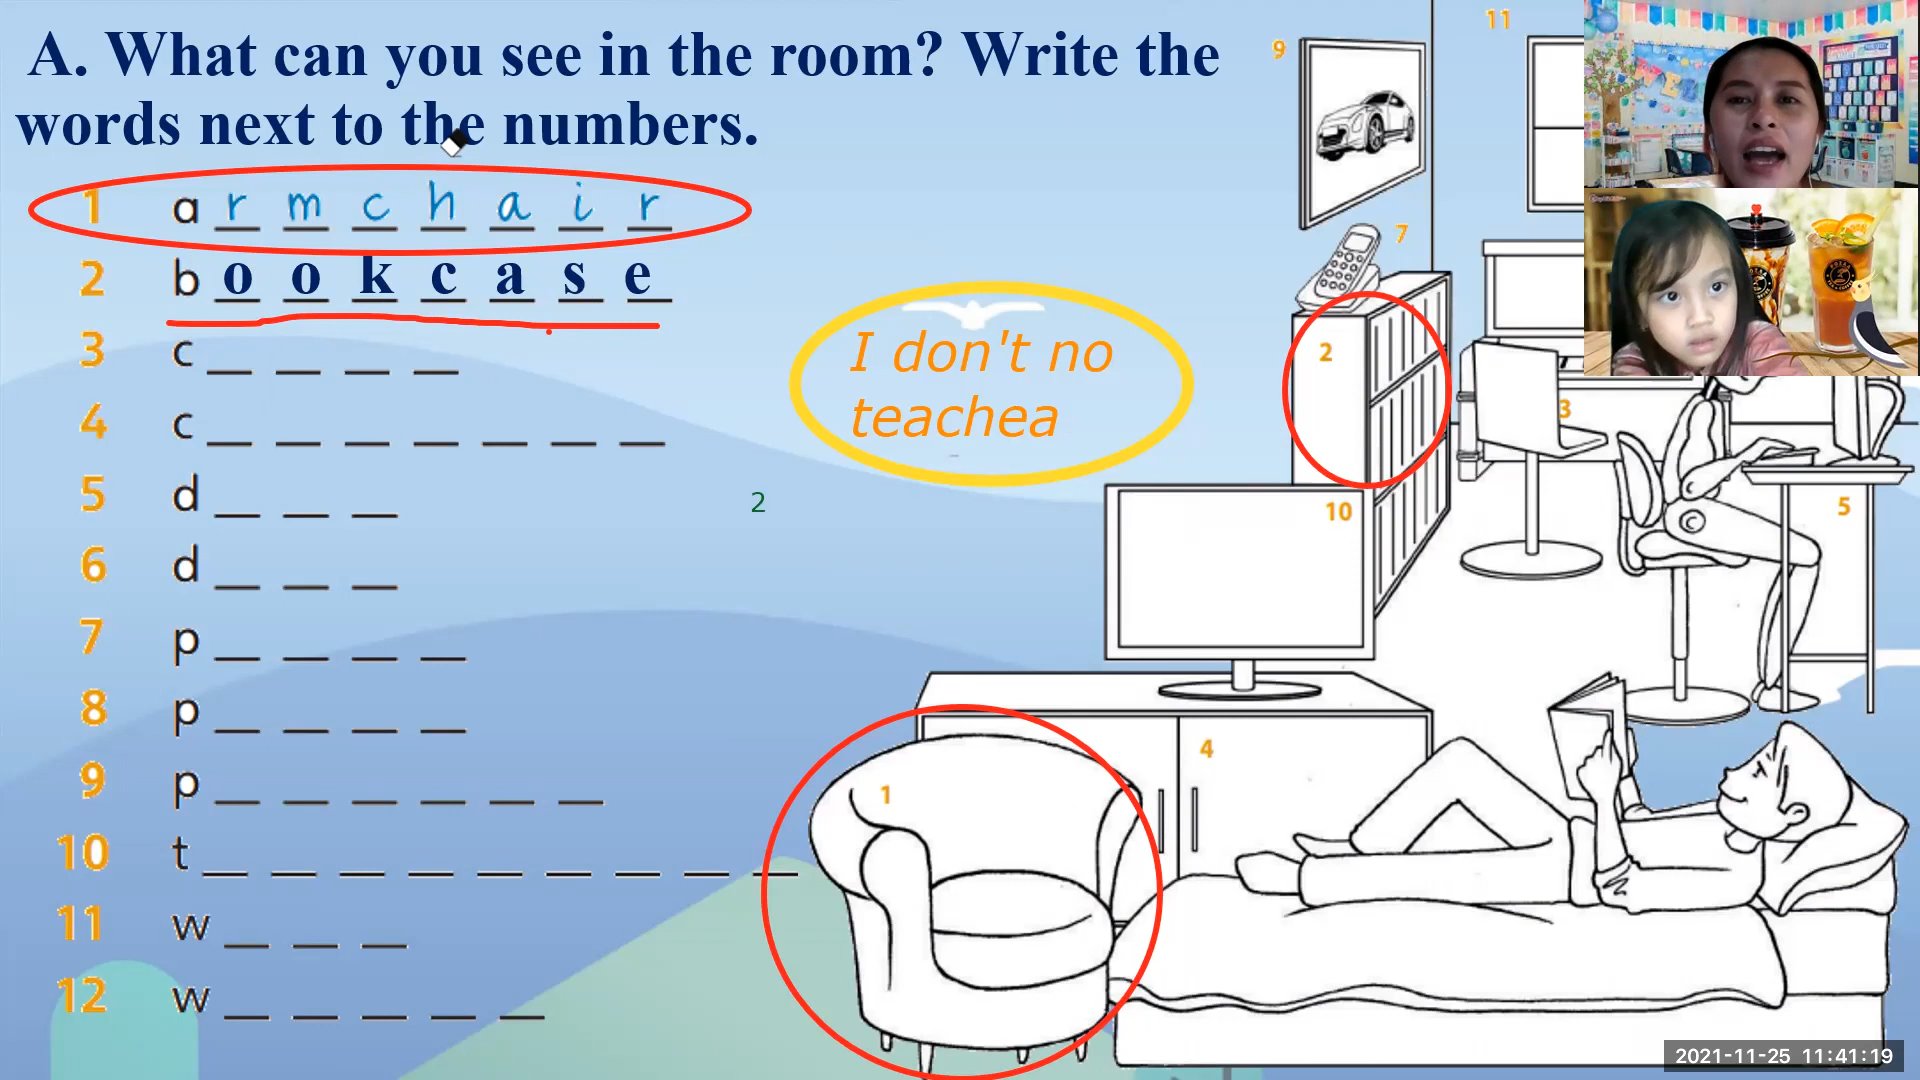 A. What can you see in the room? Write the
words next to the numbers.
1 a r m c h a i r
2 b o o k c a s e
3 c _ _ _ _
4 c _ _ _ _ _ _ _
5 d _ _ _
6 d _ _ _
7 p _ _ _ _
8 p _ _ _ _
9 p _ _ _ _ _ _
10 t _ _ _ _ _ _ _ _ _
11 w _ _ _
12 w _ _ _ _ _
I don't no
teachea
2
9
11
7
2
3
10
5
4
1
2021-11-25 11:41:19